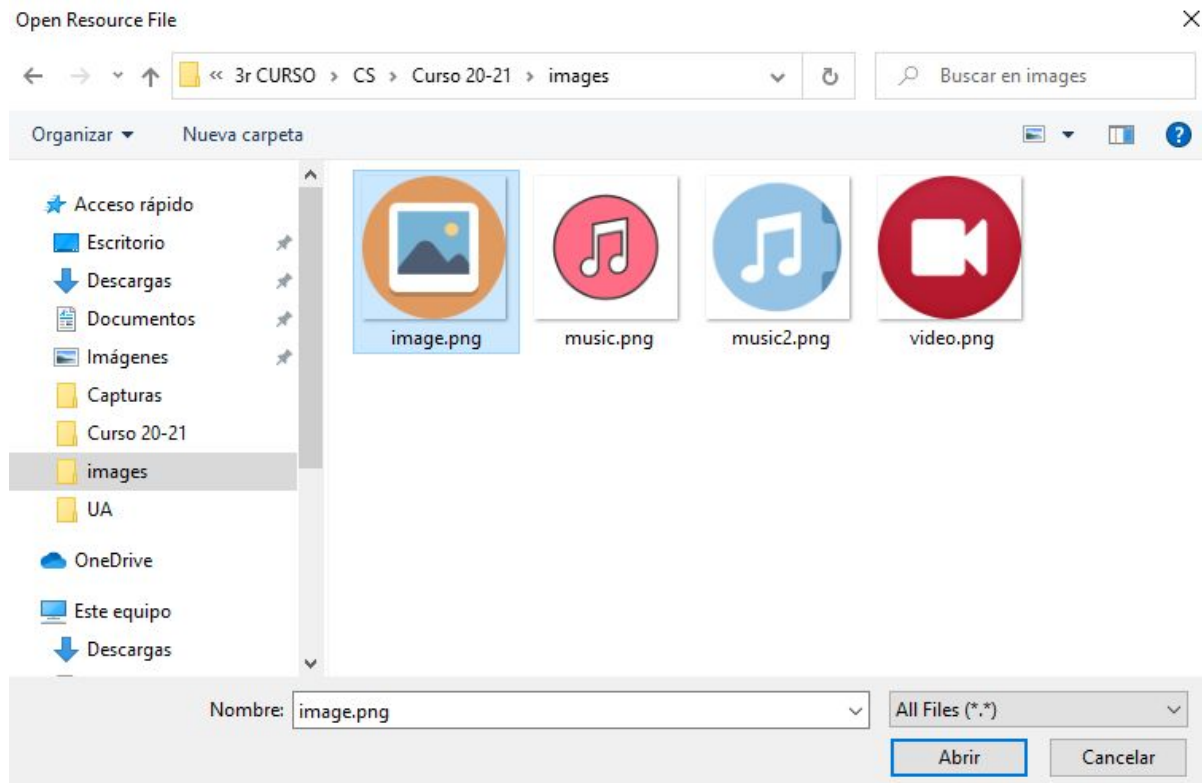 Open Resource File
« 3r CURSO › CS › Curso 20-21 › images
Buscar en images
Organizar
Nueva carpeta
Acceso rápido
Escritorio
Descargas
Documentos
Imágenes
Capturas
Curso 20-21
images
UA
OneDrive
Este equipo
Descargas
image.png
music.png
music2.png
video.png
Nombre: image.png
All Files (*.*)
Abrir
Cancelar